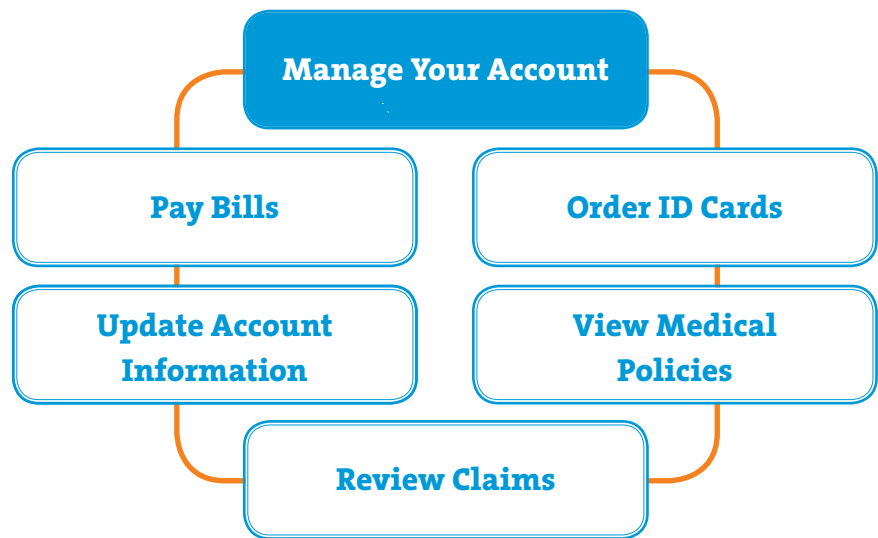 Manage Your Account
Pay Bills
Order ID Cards
Update Account
Information
View Medical
Policies
Review Claims